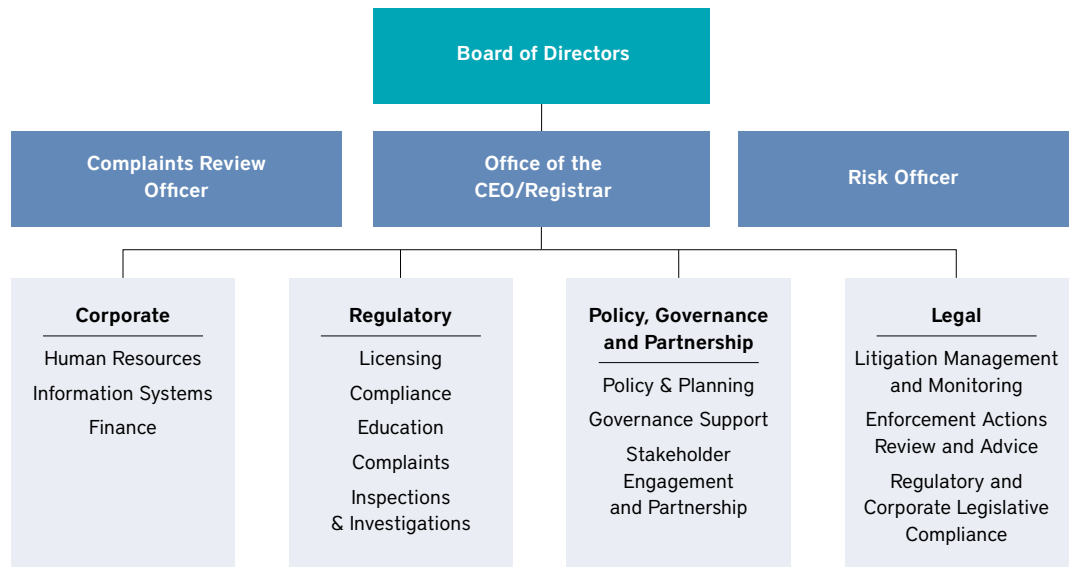 Board of Directors
Complaints Review
Officer
Office of the
CEO/Registrar
Risk Officer
Corporate
Human Resources
Information Systems
Finance
Regulatory
Licensing
Compliance
Education
Complaints
Inspections
& Investigations
Policy, Governance
and Partnership
Policy & Planning
Governance Support
Stakeholder
Engagement
and Partnership
Legal
Litigation Management
and Monitoring
Enforcement Actions
Review and Advice
Regulatory and
Corporate Legislative
Compliance